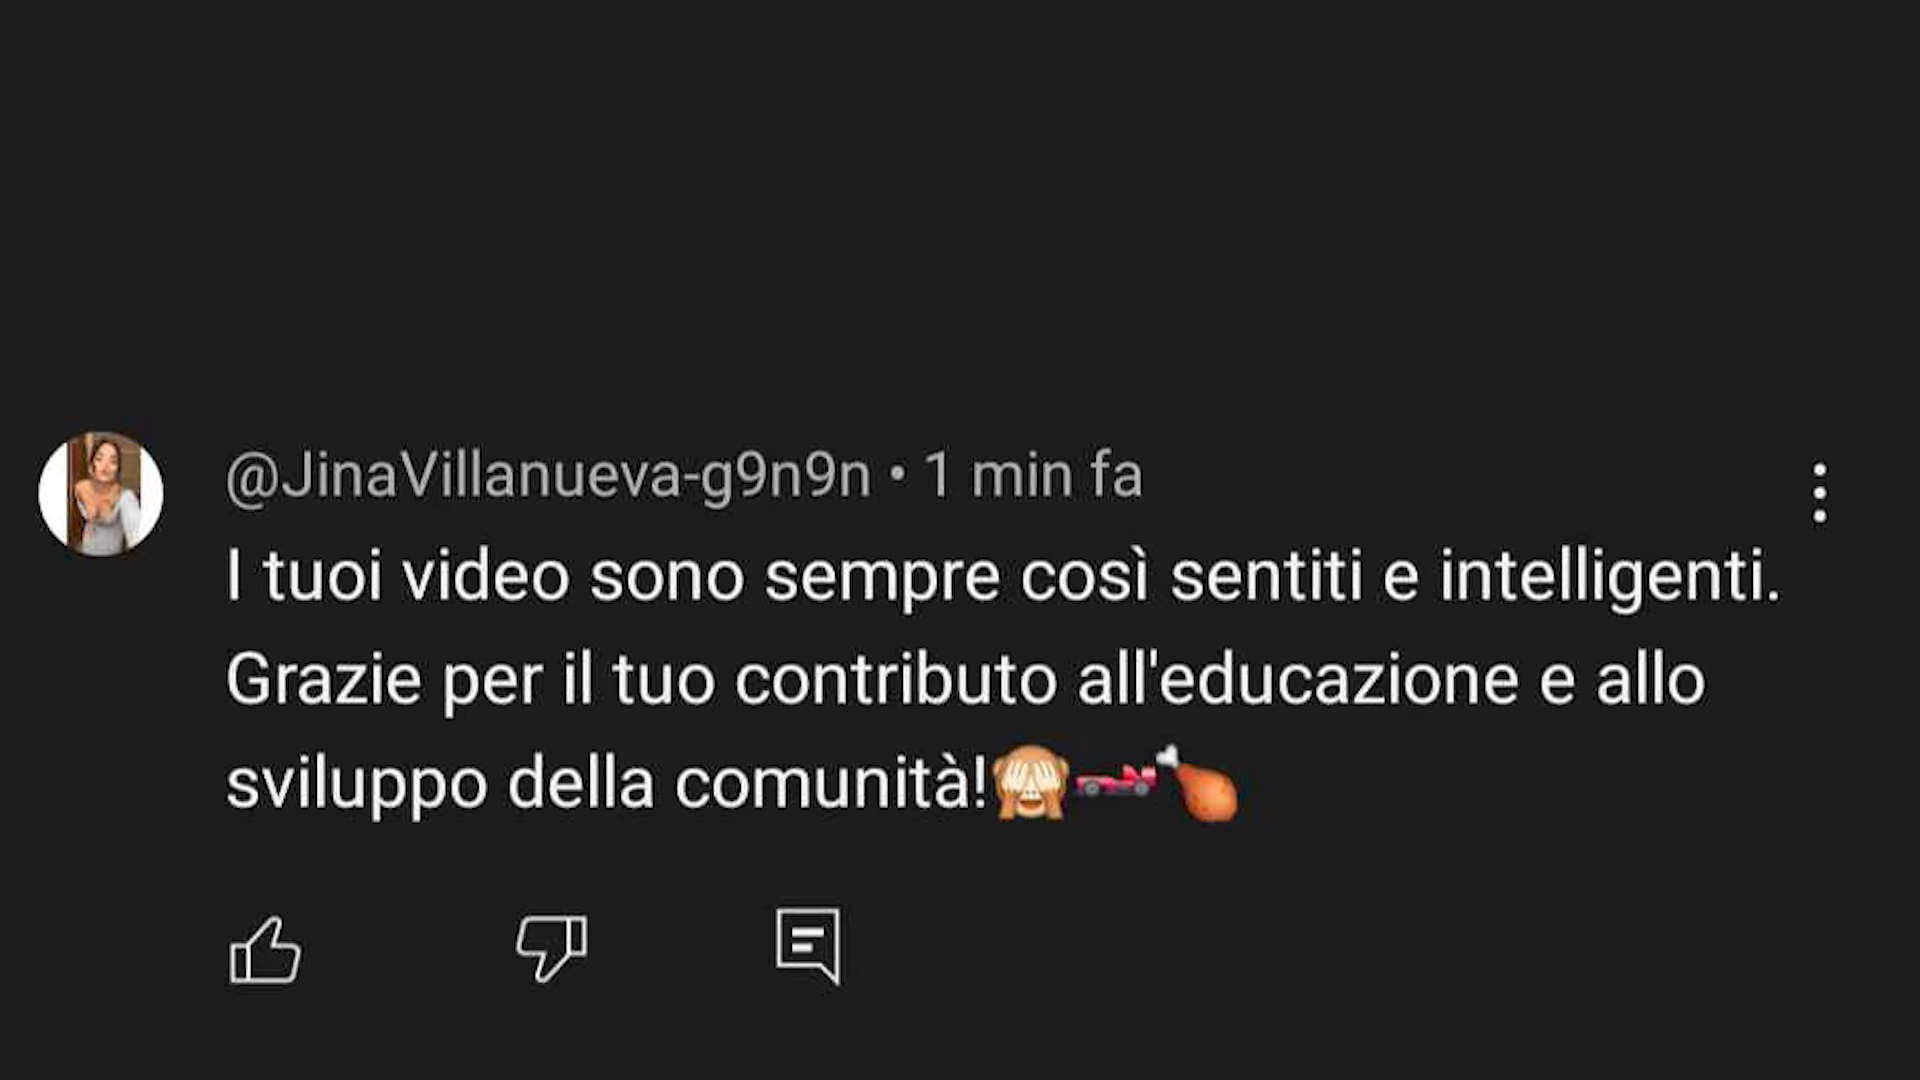 @JinaVillanueva-g9n9n • 1 min fa
I tuoi video sono sempre così sentiti e intelligenti.
Grazie per il tuo contributo all'educazione e allo
sviluppo della comunità!🙈🏎️🍗